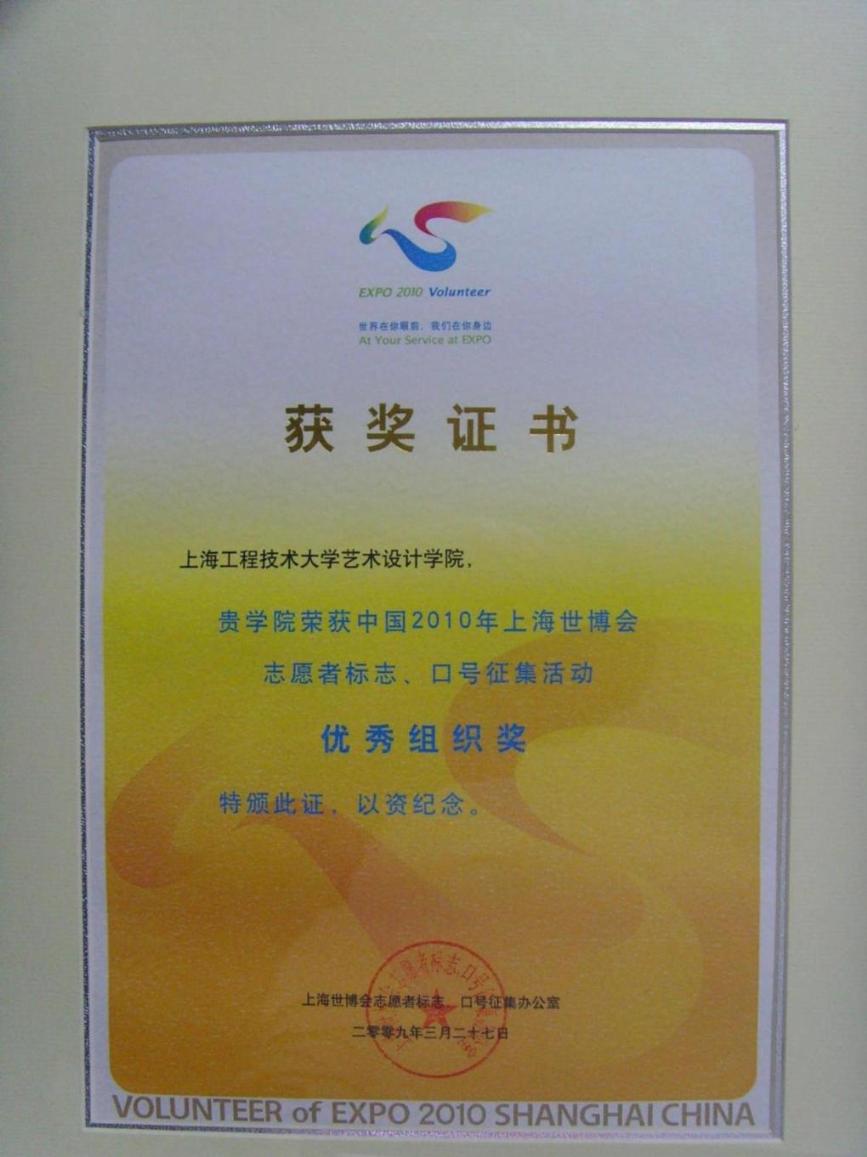 EXPO 2010 Volunteer
世界在你眼前，我们在你身边
At Your Service at EXPO
获奖证书
上海工程技术大学艺术设计学院，
贵学院荣获中国2010年上海世博会
志愿者标志、口号征集活动
优秀组织奖
特颁此证，以资纪念。
上海世博会志愿者标志、口号征集办公室
二零零九年三月二十七日
VOLUNTEER of EXPO 2010 SHANGHAI CHINA